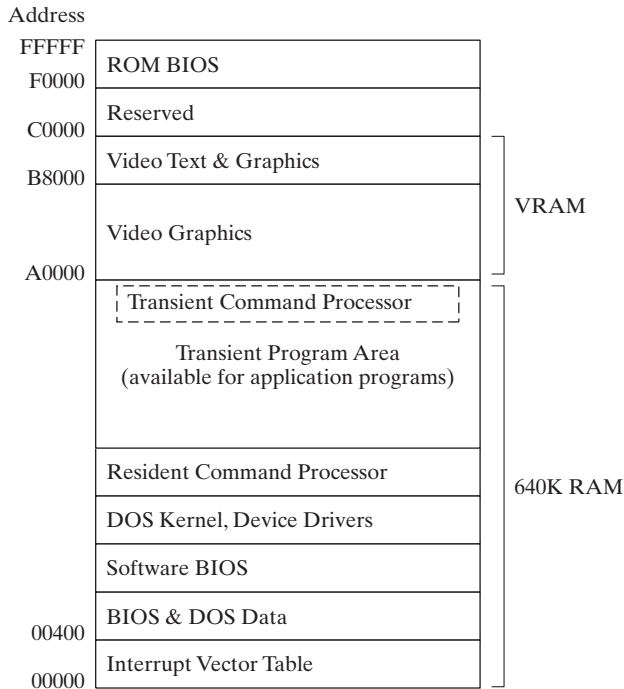 Address
FFFFF
ROM BIOS
F0000
Reserved
C0000
Video Text & Graphics
B8000
VRAM
Video Graphics
A0000
Transient Command Processor
Transient Program Area
(available for application programs)
Resident Command Processor
640K RAM
DOS Kernel, Device Drivers
Software BIOS
BIOS & DOS Data
00400
Interrupt Vector Table
00000